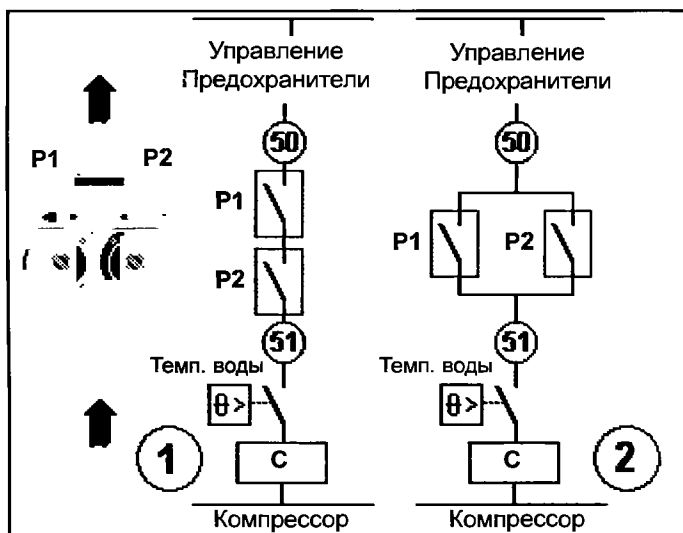 Управление
Предохранители
Управление
Предохранители
P1
P2
50
50
P1
P2
P1
P2
51
51
Темп. воды
Темп. воды
θ>
θ>
C
C
1
2
Компрессор
Компрессор